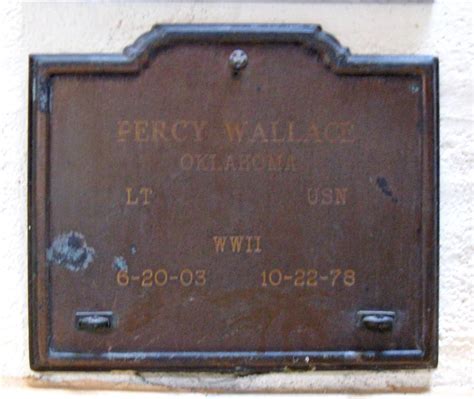 PERCY WALLACE
OKLAHOMA
LT USN
WWII
6-20-03 10-22-78